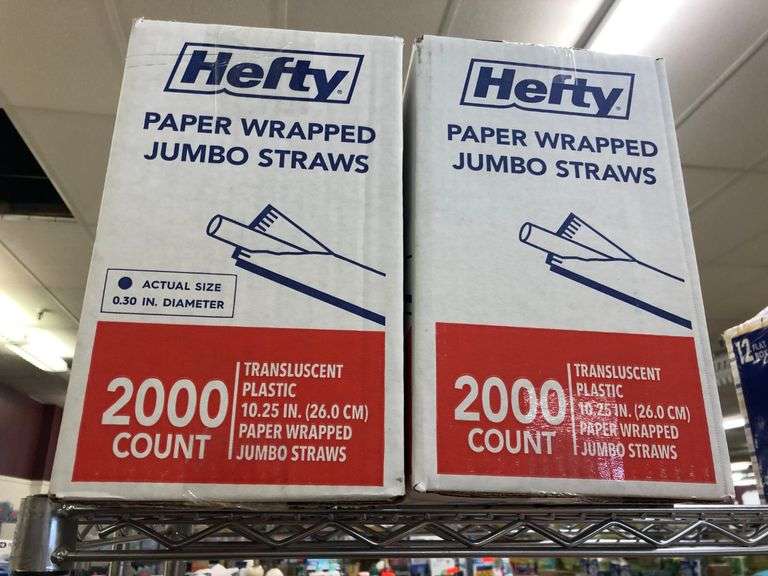 Hefty®
PAPER WRAPPED
JUMBO STRAWS
ACTUAL SIZE
0.30 IN. DIAMETER
2000
COUNT
TRANSLUSCENT
PLASTIC
10.25 IN. (26.0 CM)
PAPER WRAPPED
JUMBO STRAWS
Hefty®
PAPER WRAPPED
JUMBO STRAWS
2000
COUNT
TRANSLUSCENT
PLASTIC
10.25 IN. (26.0 CM)
PAPER WRAPPED
JUMBO STRAWS
12 FLAT